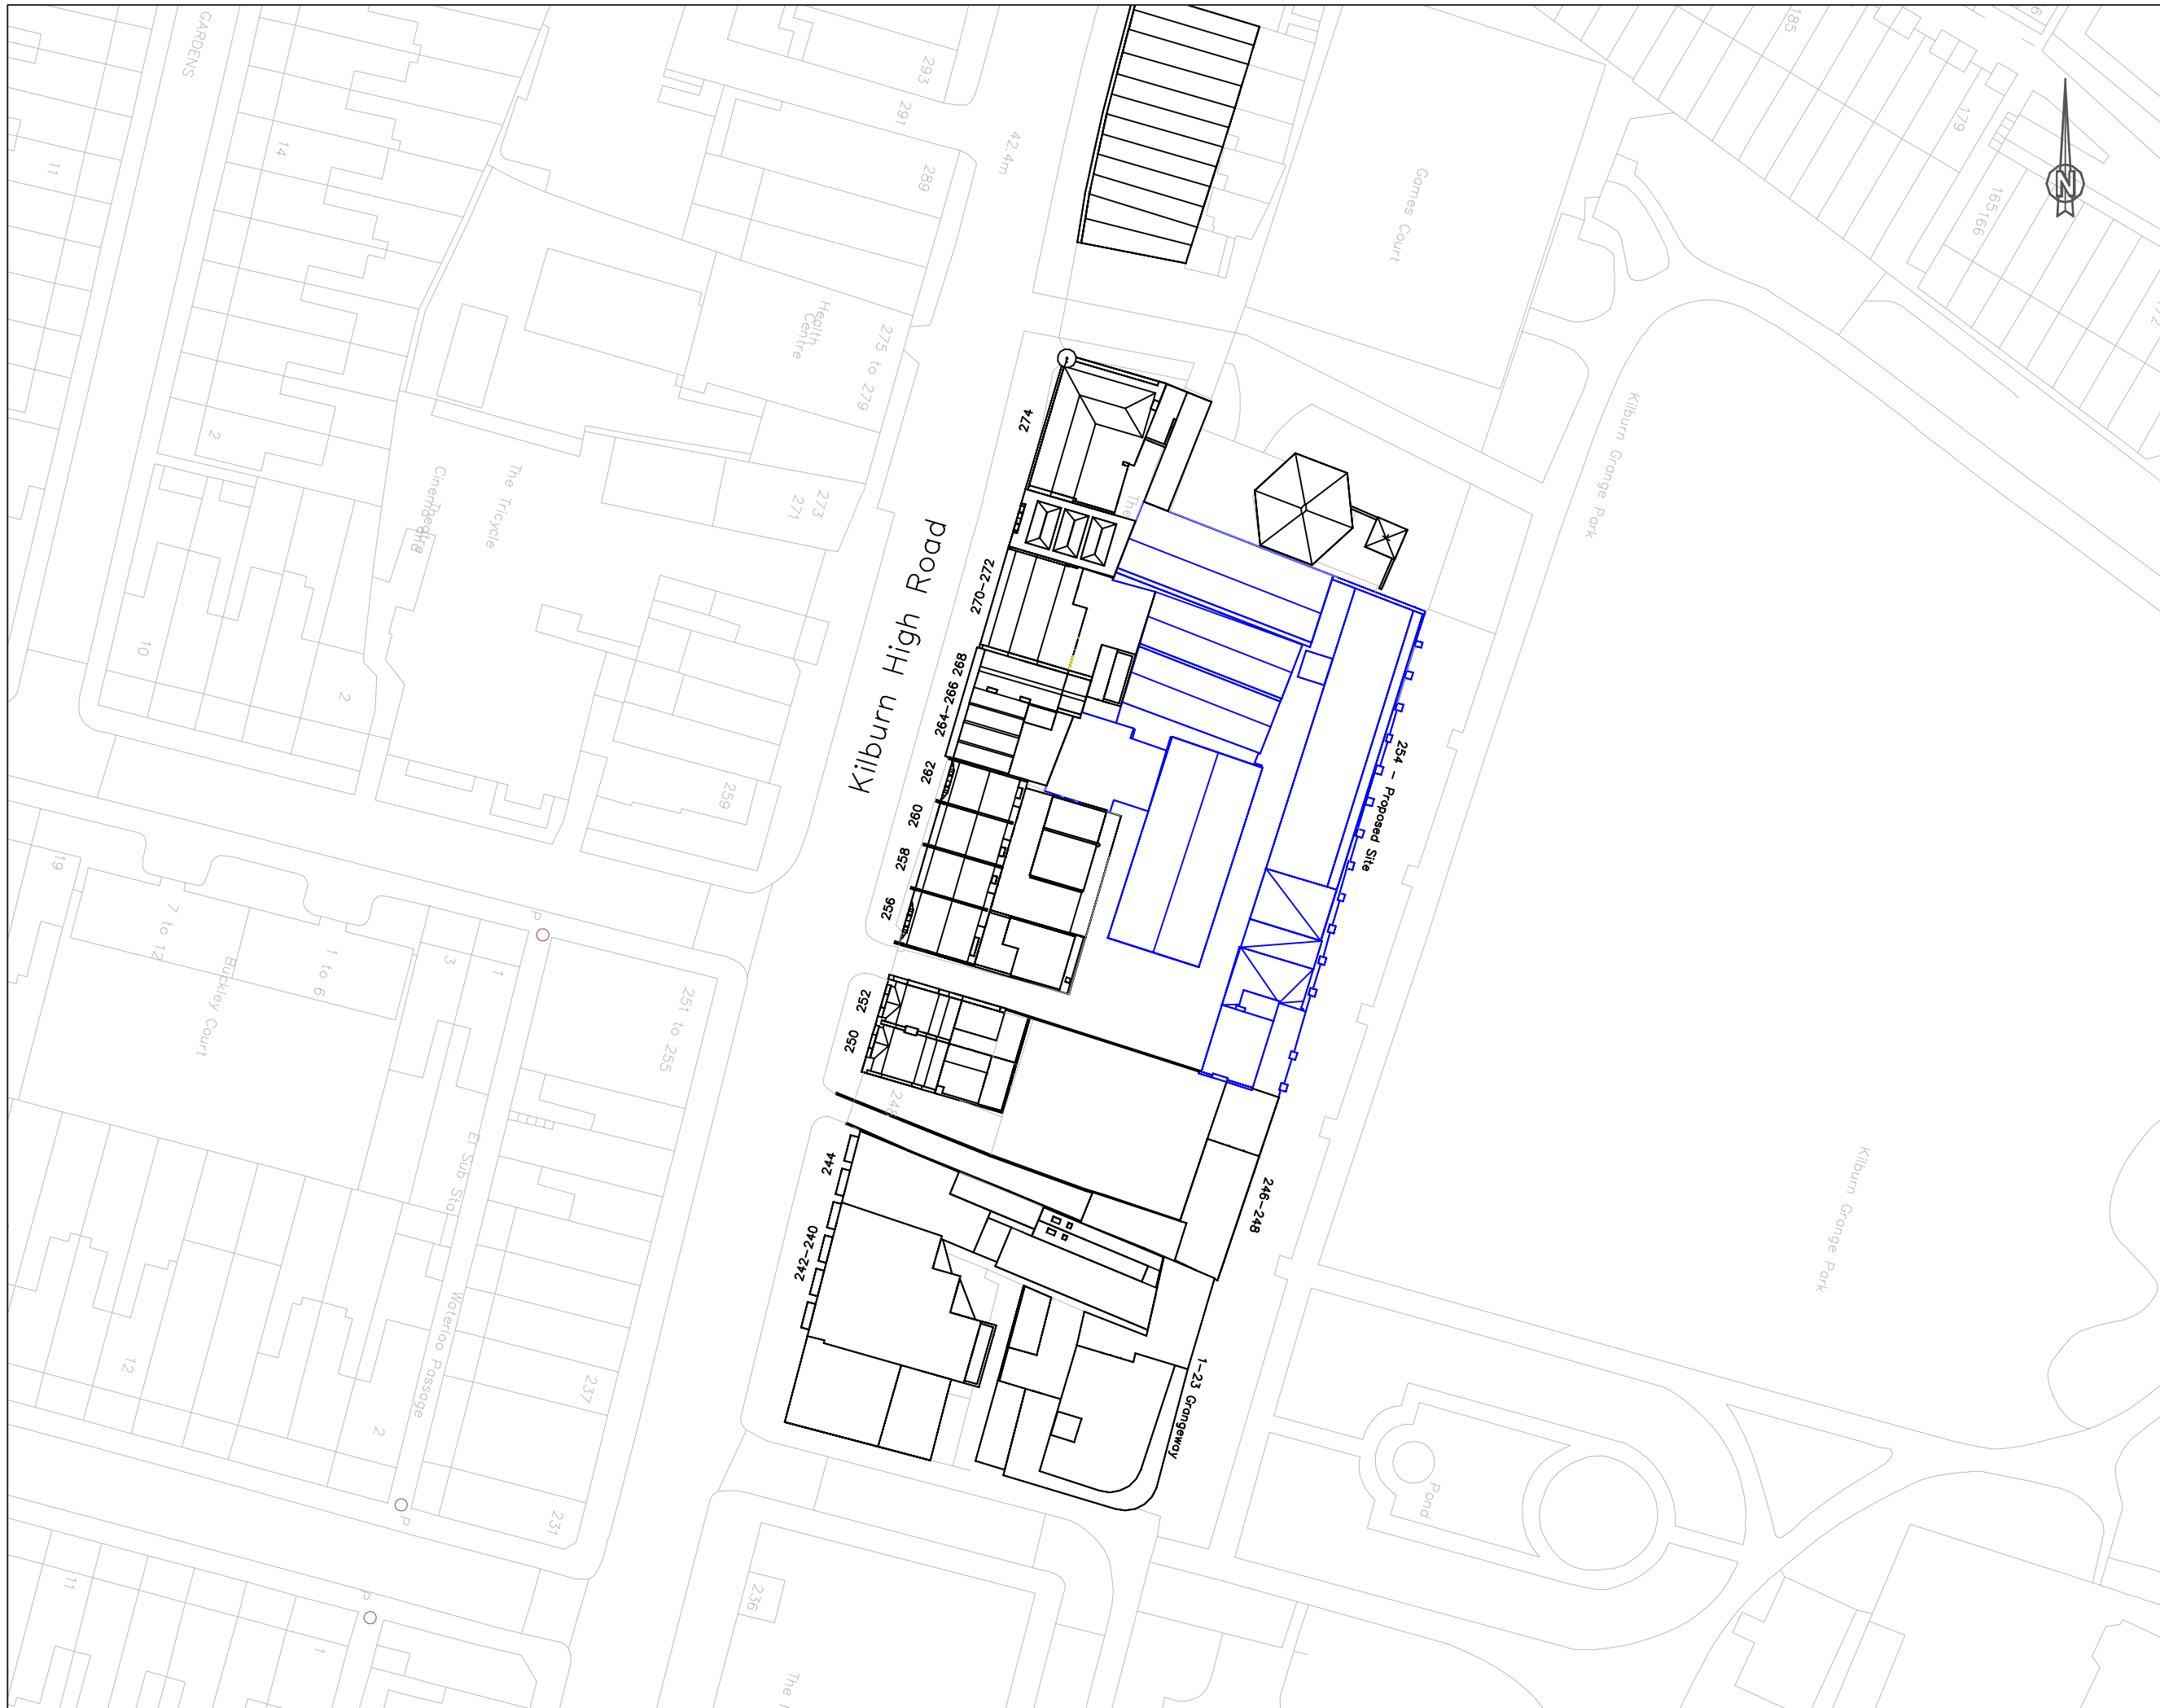 GARDENS
11
14
293
291
42.4m
289
Games Court
185
179
165
166
N
Health
Centre
275 to 279
2
The Tricycle
Cinema
Theatre
273
271
274
The
Kilburn Grange Park
Kilburn High Road
270-272
268
264-266
262
260
258
256
254 - Proposed Site
10
2
259
19
7 to 12
Buckley Court
1 to 6
3
1
P
251 to 255
252
250
248
El Sub Sta
244
242-240
246-248
Kilburn Grange Park
Waterloo Passage
12
2
237
231
P
1-23 Grangeway
Pond
11
P
1
236
The